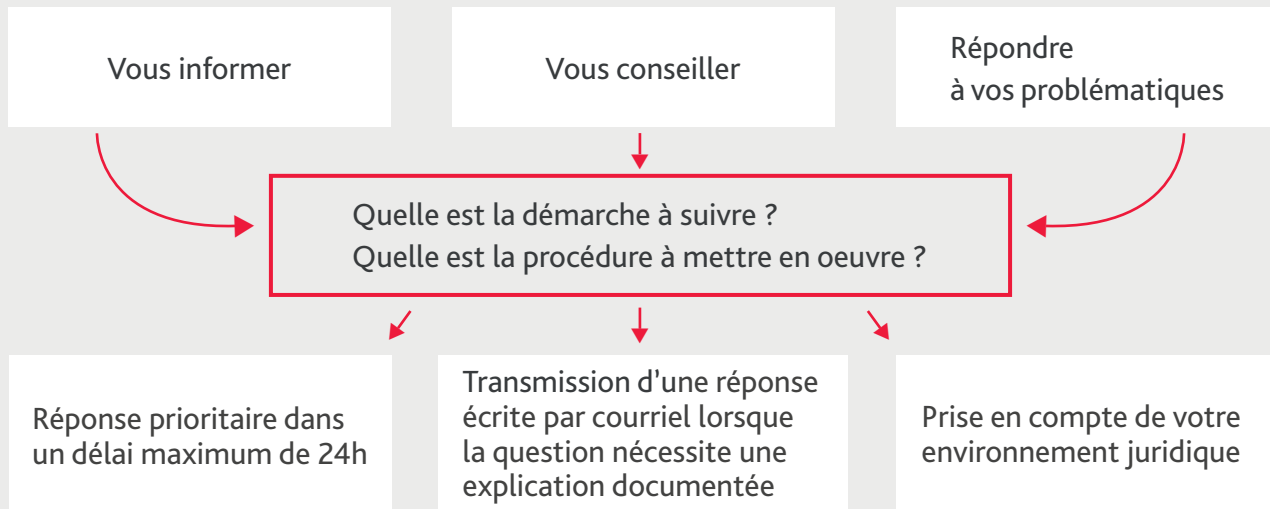 Vous informer
Vous conseiller
Répondre
à vos problématiques
Quelle est la démarche à suivre ?
Quelle est la procédure à mettre en oeuvre ?
Réponse prioritaire dans
un délai maximum de 24h
Transmission d'une réponse
écrite par courriel lorsque
la question nécessite une
explication documentée
Prise en compte de votre
environnement juridique